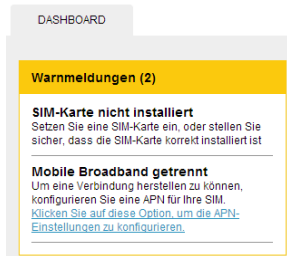 DASHBOARD
Warnmeldungen (2)
SIM-Karte nicht installiert
Setzen Sie eine SIM-Karte ein, oder stellen Sie
sicher, dass die SIM-Karte korrekt installiert ist
Mobile Broadband getrennt
Um eine Verbindung herstellen zu können,
konfigurieren Sie eine APN für Ihre SIM.
Klicken Sie auf diese Option, um die APN-
Einstellungen zu konfigurieren.